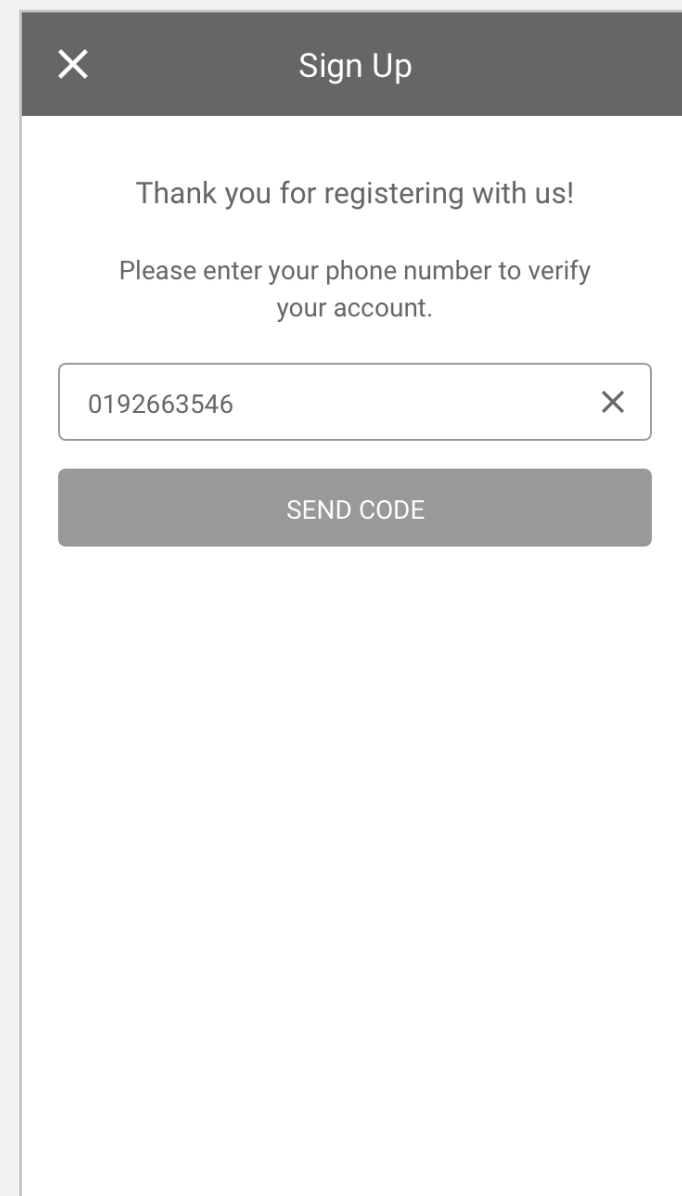 Sign Up
Thank you for registering with us!
Please enter your phone number to verify
your account.
0192663546
SEND CODE